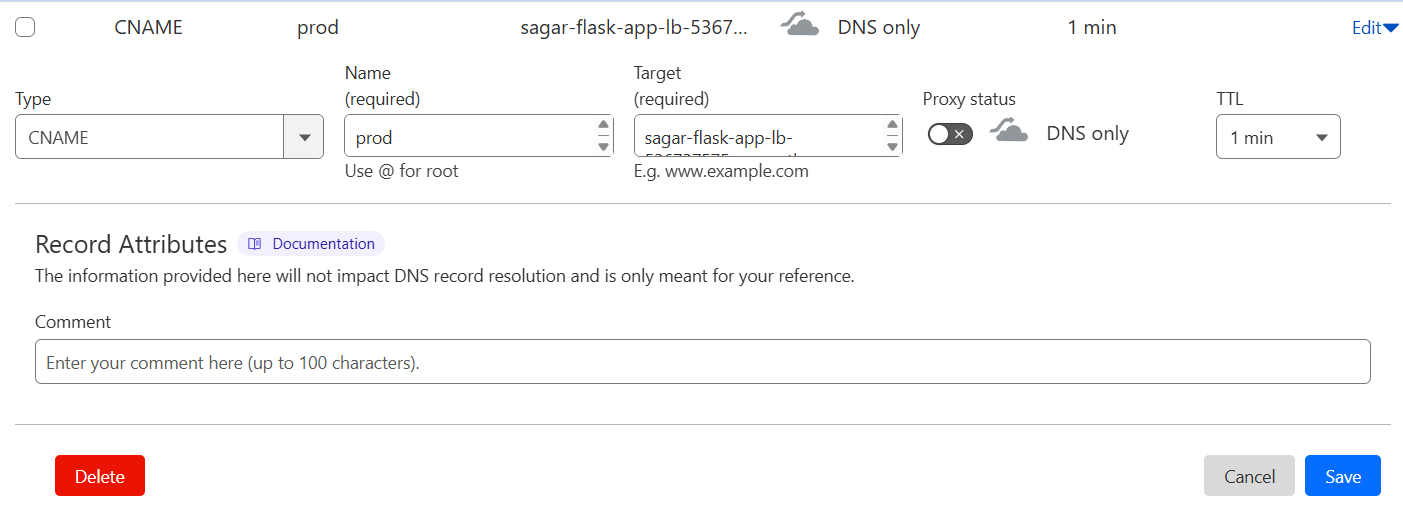 CNAME prod sagar-flask-app-lb-5367... DNS only 1 min Edit
Type
CNAME
Name
(required)
prod
Use @ for root
Target
(required)
sagar-flask-app-lb-
E.g. www.example.com
Proxy status
DNS only
TTL
1 min
Record Attributes Documentation
The information provided here will not impact DNS record resolution and is only meant for your reference.
Comment
Enter your comment here (up to 100 characters).
Delete
Cancel
Save